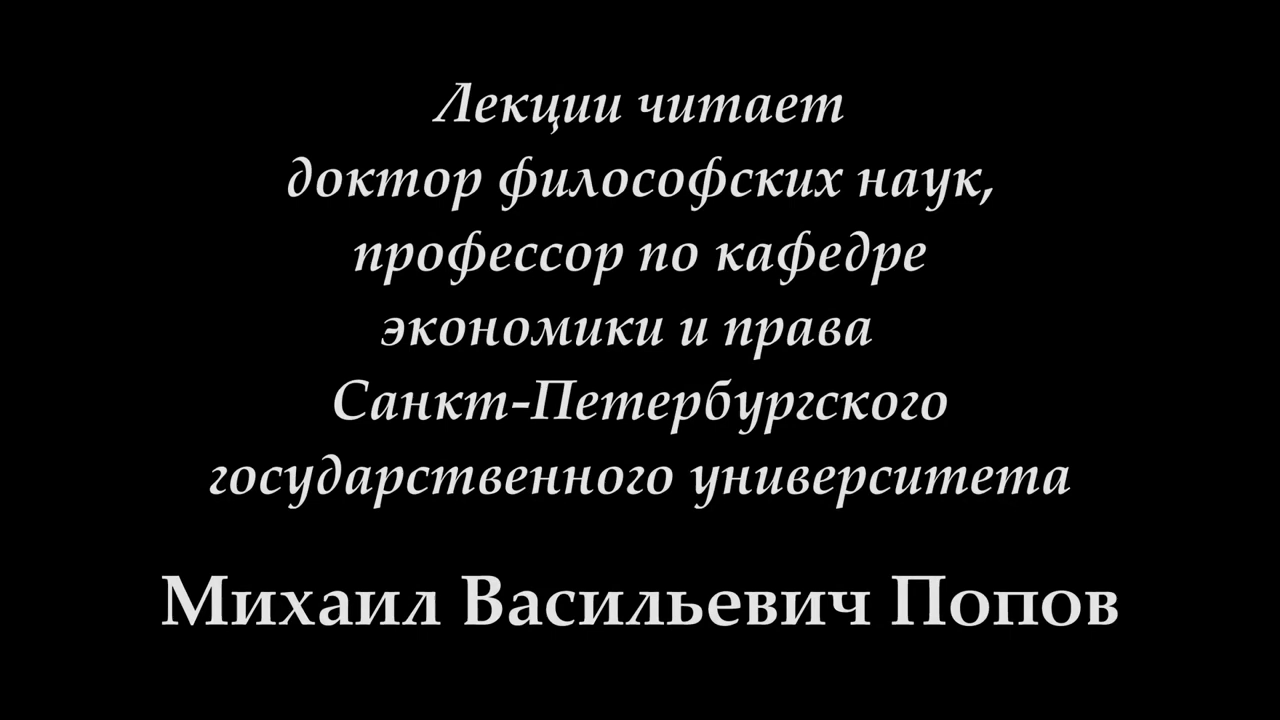 Лекции читает
доктор философских наук,
профессор по кафедре
экономики и права
Санкт-Петербургского
государственного университета
Михаил Васильевич Попов